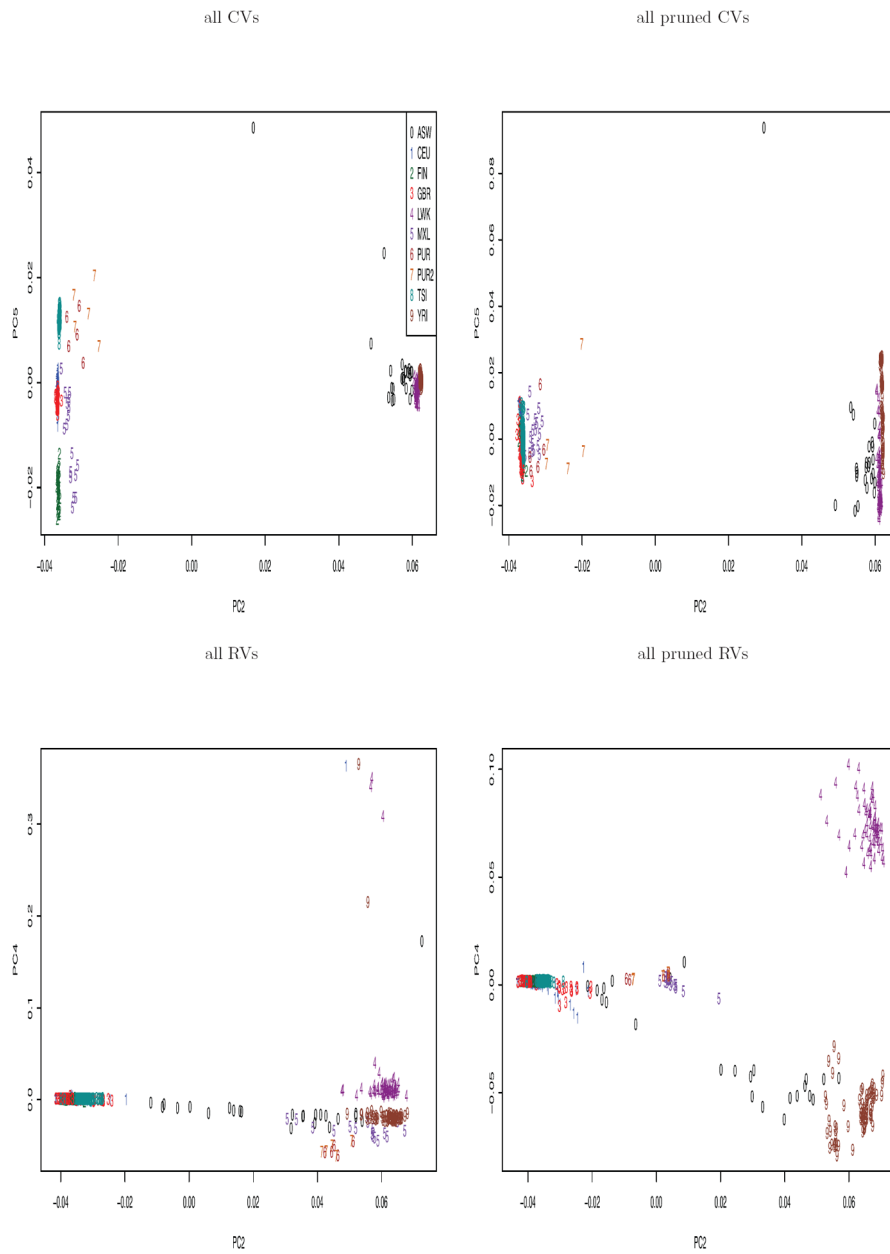 all CVs
all pruned CVs
0 ASW
1 CEU
2 FIN
3 GBR
4 LWK
5 MXL
6 PUR
7 PUR2
8 TSI
9 YRI
PC5
0.04
0.02
0.00
−0.02
−0.04 −0.02 0.00 0.02 0.04 0.06
PC2
PC5
0.08
0.06
0.04
0.02
0.00
−0.02
−0.04 −0.02 0.00 0.02 0.04 0.06
PC2
all RVs
all pruned RVs
PC4
0.3
0.2
0.1
0.0
−0.04 −0.02 0.00 0.02 0.04 0.06
PC2
PC4
0.10
0.05
0.00
−0.05
−0.04 −0.02 0.00 0.02 0.04 0.06
PC2